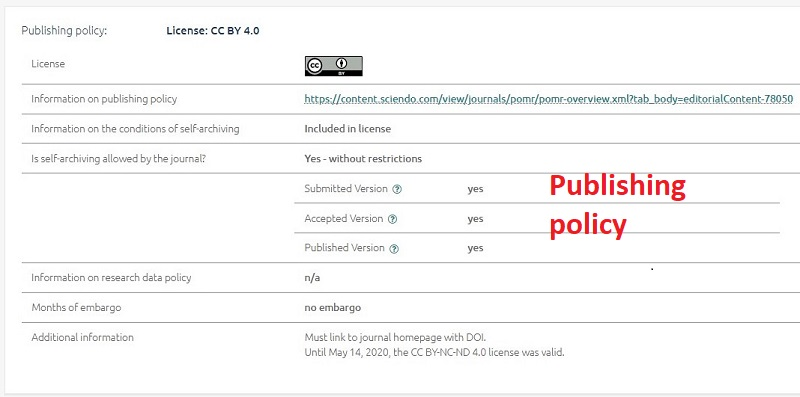 Publishing policy: License: CC BY 4.0
License cc BY
Information on publishing policy https://content.sciendo.com/view/journals/pomr/pomr-overview.xml?tab_body=editorialContent-78050
Information on the conditions of self-archiving Included in license
Is self-archiving allowed by the journal? Yes - without restrictions
Submitted Version ? yes
Accepted Version ? yes
Published Version ? yes
Publishing
policy
Information on research data policy n/a
Months of embargo no embargo
Additional information Must link to journal homepage with DOI.
Until May 14, 2020, the CC BY-NC-ND 4.0 license was valid.